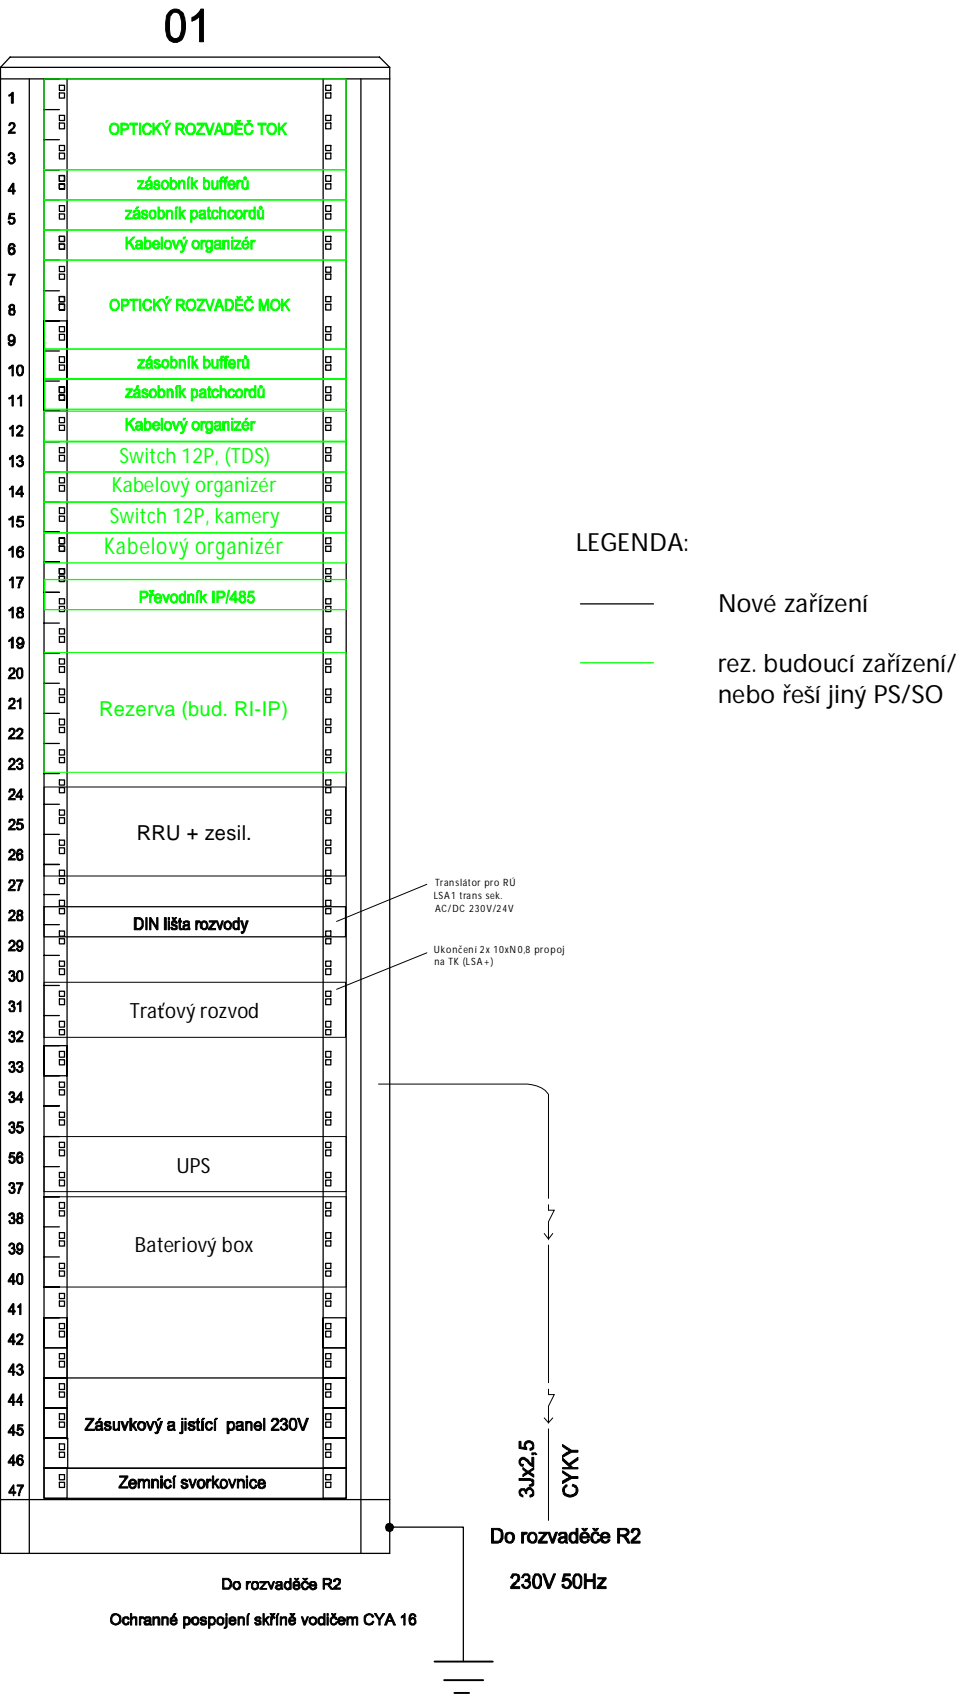 01
1
2
OPTICKÝ ROZVADĚČ TOK
3
4
zásobník bufferů
5
zásobník patchcordů
6
Kabelový organizér
7
8
OPTICKÝ ROZVADĚČ MOK
9
10
zásobník bufferů
11
zásobník patchcordů
12
Kabelový organizér
13
Switch 12P, (TDS)
14
Kabelový organizér
15
Switch 12P, kamery
16
Kabelový organizér
17
Převodník IP/485
18
19
20
21
Rezerva (bud. RI-IP)
22
23
24
25
RRU + zesil.
26
27
28
DIN lišta rozvody
29
30
31
Traťový rozvod
32
33
34
35
56
UPS
37
38
39
Bateriový box
40
41
42
43
44
45
Zásuvkový a jistící panel 230V
46
47
Zemnicí svorkovnice
LEGENDA:
Nové zařízení
rez. budoucí zařízení/
nebo řeší jiný PS/SO
Translátor pro RÚ
LSA1 trans sek.
AC/DC 230V/24V
Ukončení 2x 10xN0,8 propoj
na TK (LSA+)
3Jx2,5
CYKY
Do rozvaděče R2
230V 50Hz
Do rozvaděče R2
Ochranné pospojení skříně vodičem CYA 16